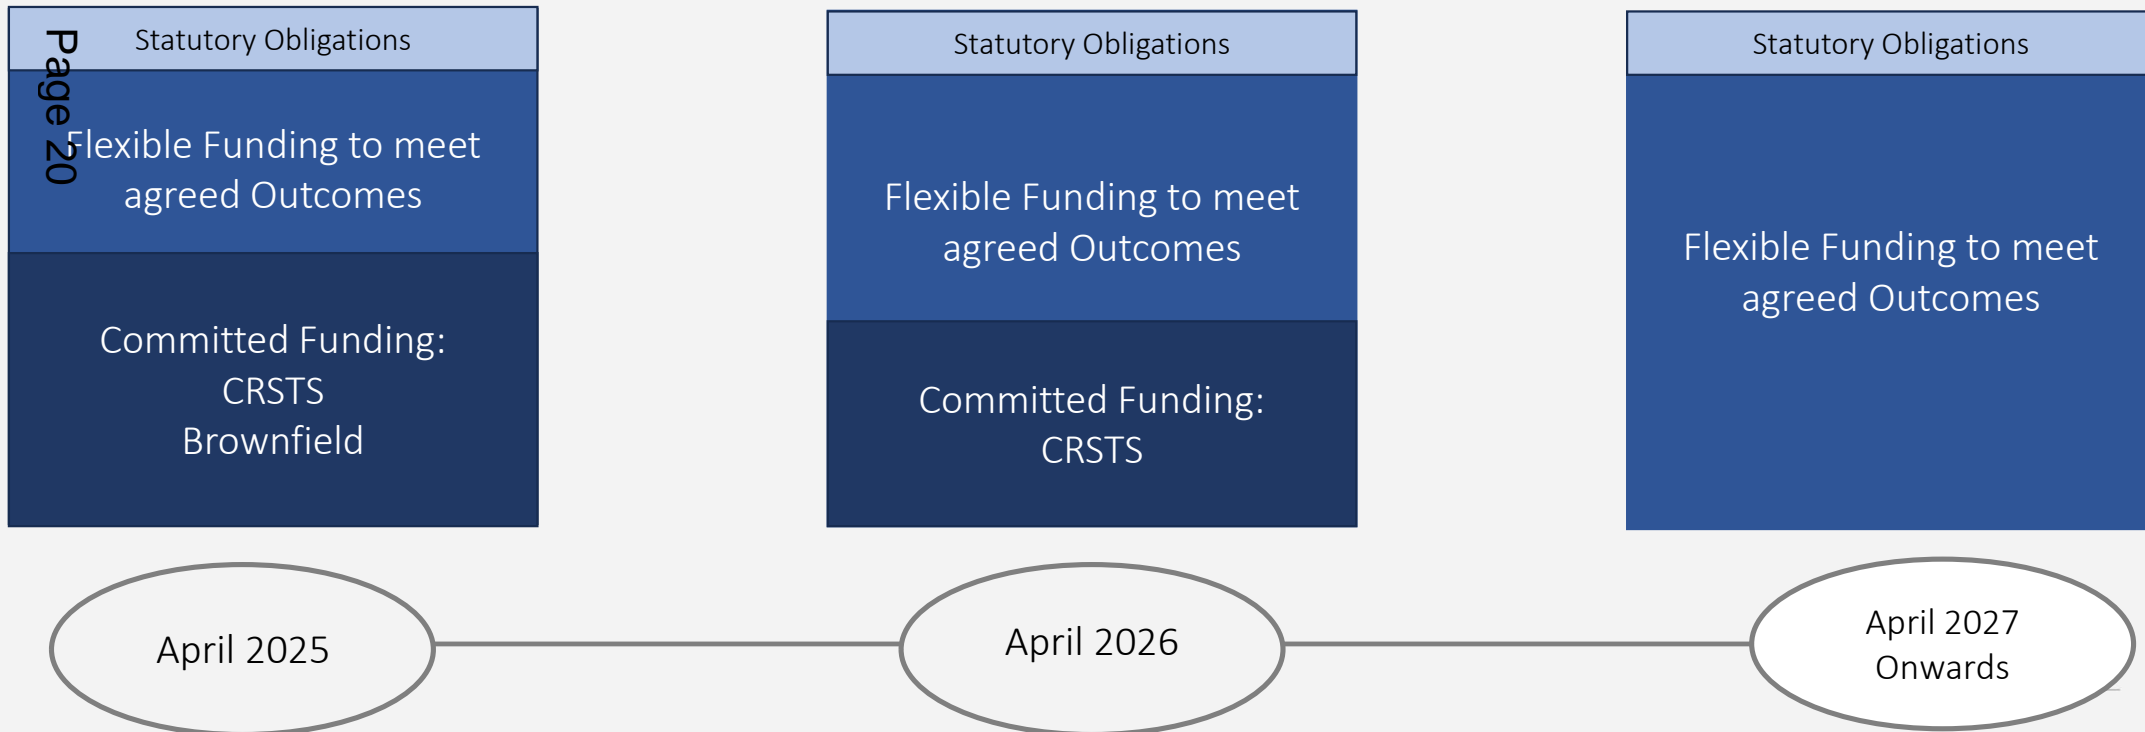 Page 20
Statutory Obligations
Flexible Funding to meet
agreed Outcomes
Committed Funding:
CRSTS
Brownfield
April 2025
Statutory Obligations
Flexible Funding to meet
agreed Outcomes
Committed Funding:
CRSTS
April 2026
Statutory Obligations
Flexible Funding to meet
agreed Outcomes
April 2027
Onwards